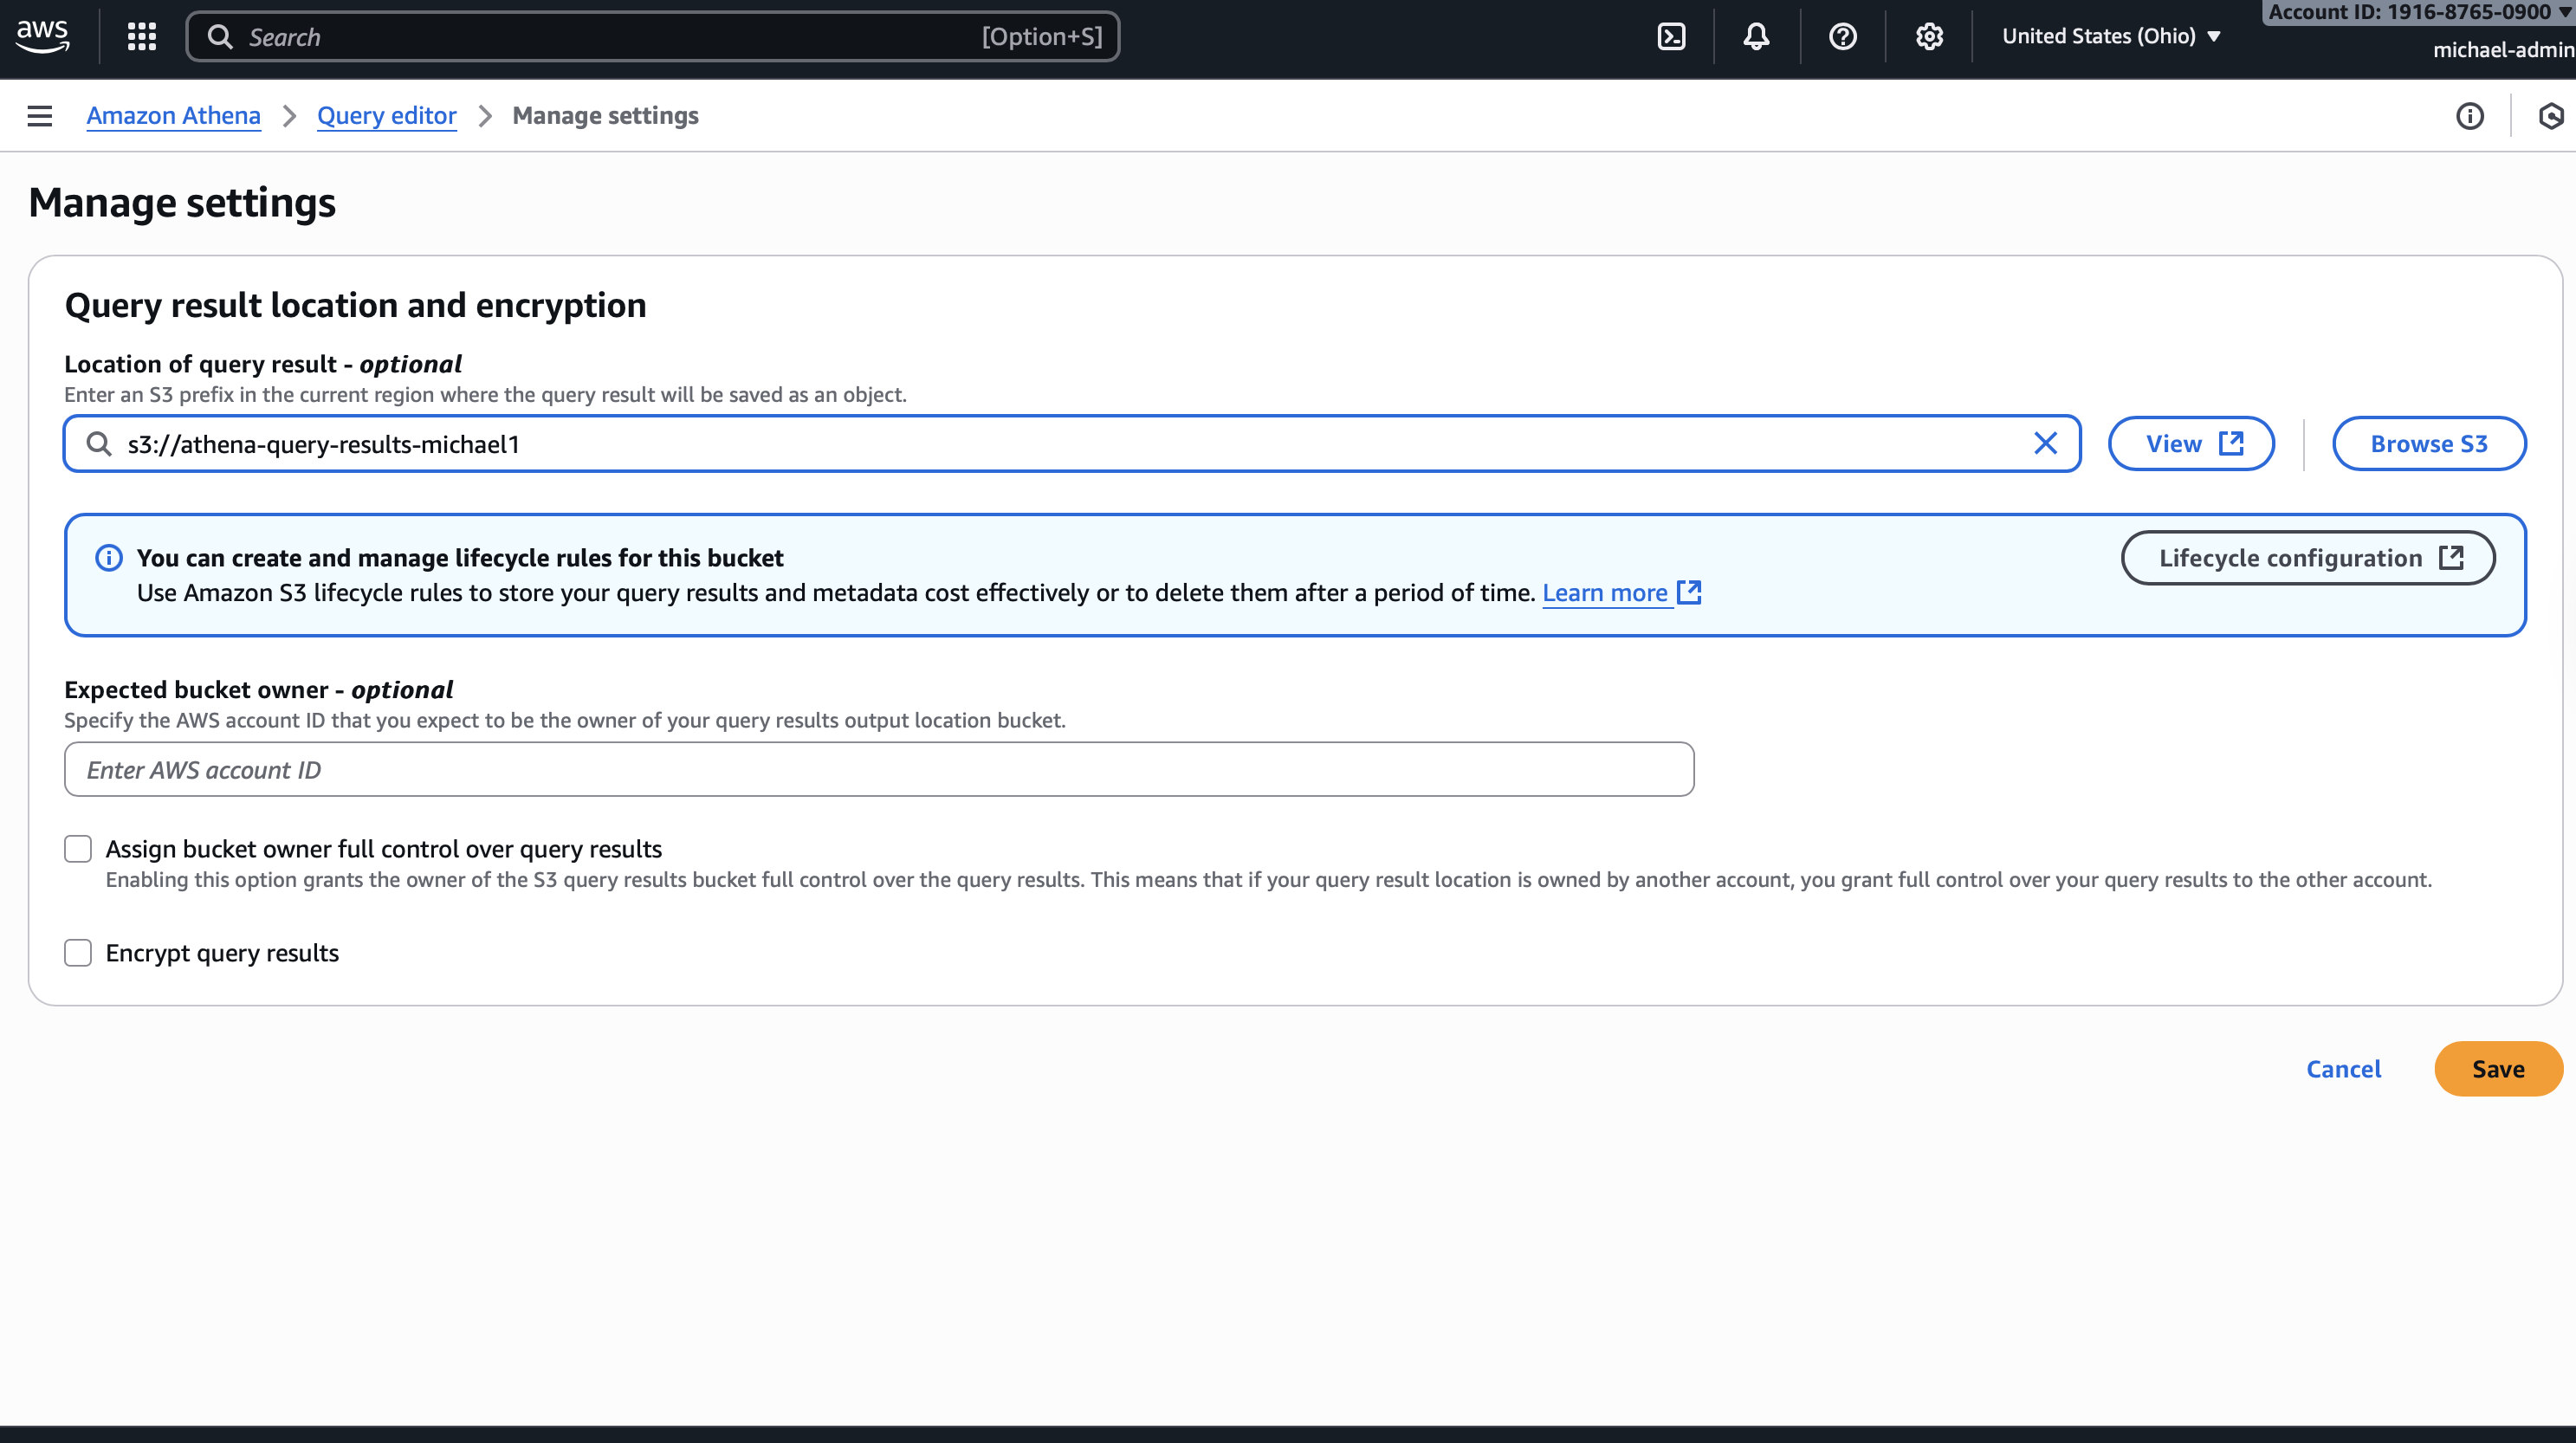 aws
Search
[Option+S]
United States (Ohio)
Account ID: 1916-8765-0900
michael-admin
Amazon Athena
Query editor
Manage settings
Manage settings
Query result location and encryption
Location of query result - optional
Enter an S3 prefix in the current region where the query result will be saved as an object.
s3://athena-query-results-michael1
View
Browse S3
You can create and manage lifecycle rules for this bucket
Lifecycle configuration
Use Amazon S3 lifecycle rules to store your query results and metadata cost effectively or to delete them after a period of time. Learn more
Expected bucket owner - optional
Specify the AWS account ID that you expect to be the owner of your query results output location bucket.
Enter AWS account ID
Assign bucket owner full control over query results
Enabling this option grants the owner of the S3 query results bucket full control over the query results. This means that if your query result location is owned by another account, you grant full control over your query results to the other account.
Encrypt query results
Cancel
Save